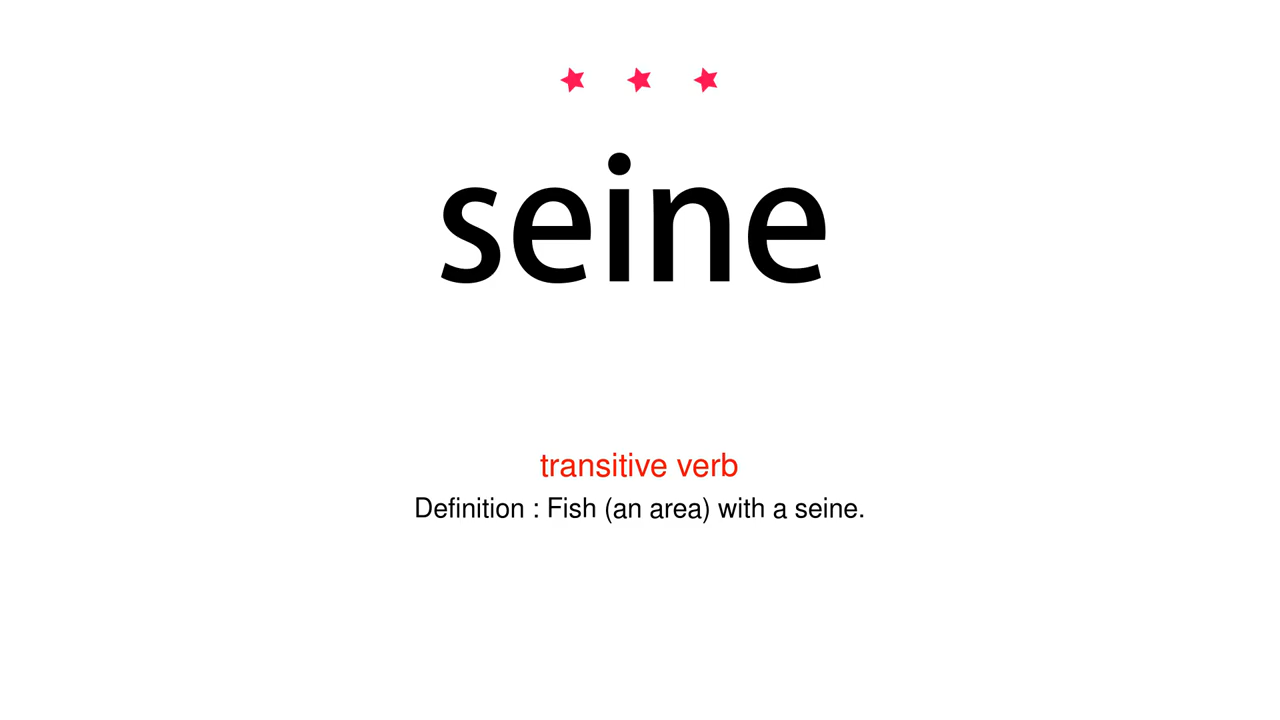 seine
transitive verb
Definition : Fish (an area) with a seine.